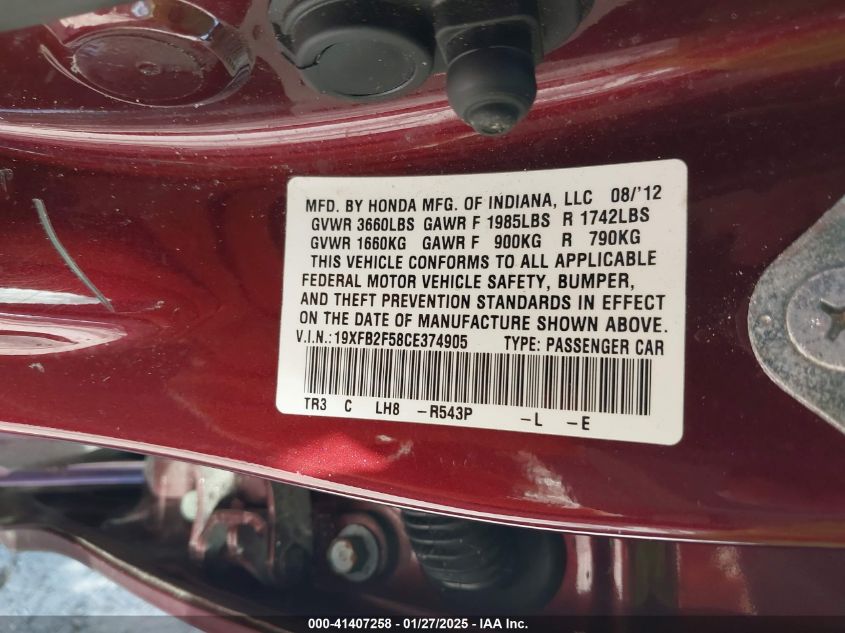 MFD. BY HONDA MFG. OF INDIANA, LLC 08/'12
GVWR 3660LBS GAWR F 1985LBS R 1742LBS
GVWR 1660KG GAWR F 900KG R 790KG
THIS VEHICLE CONFORMS TO ALL APPLICABLE
FEDERAL MOTOR VEHICLE SAFETY, BUMPER,
AND THEFT PREVENTION STANDARDS IN EFFECT
ON THE DATE OF MANUFACTURE SHOWN ABOVE.
V.I.N.:19XFB2F58CE374905 TYPE: PASSENGER CAR
TR3 C LH8 -R543P -L -E
000-41407258 - 01/27/2025 - IAA Inc.